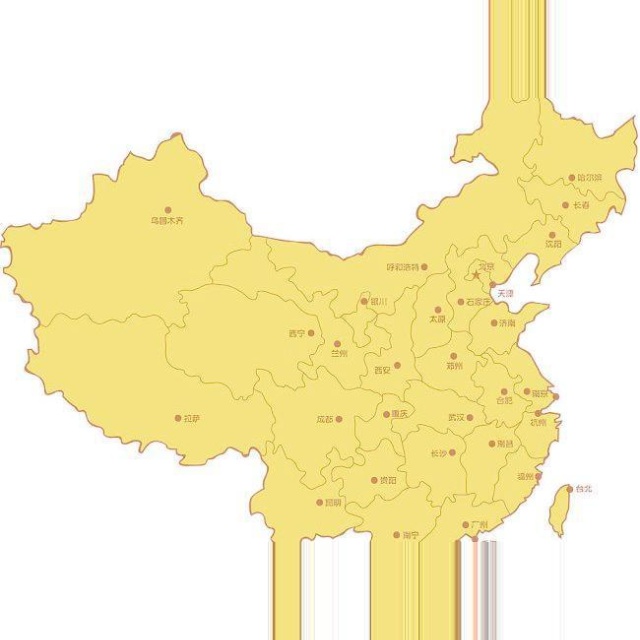 哈尔滨
长春
乌鲁木齐
沈阳
呼和浩特
北京
天津
银川
石家庄
太原
济南
西宁
兰州
郑州
西安
合肥
南京
拉萨
成都
重庆
武汉
杭州
南昌
长沙
温州
贵阳
台北
昆明
广州
南宁